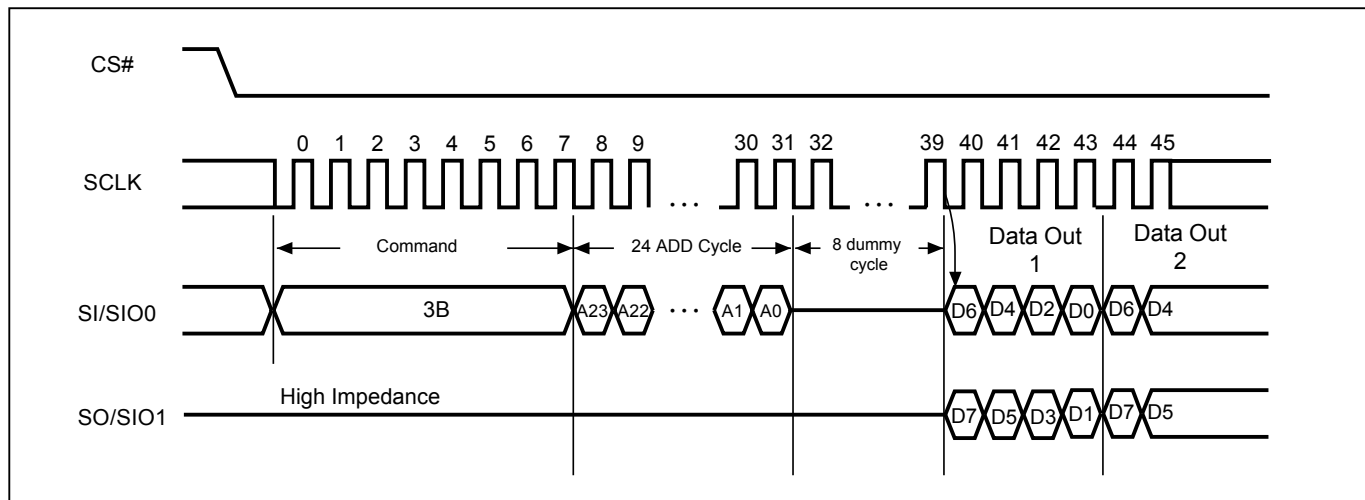 CS#
0 1 2 3 4 5 6 7 8 9 30 31 32 39 40 41 42 43 44 45
SCLK
... ...
Command 24 ADD Cycle 8 dummy cycle Data Out 1 Data Out 2
SI/SIO0 3B A23 A22 ... A1 A0 D6 D4 D2 D0 D6 D4
High Impedance
SO/SIO1 D7 D5 D3 D1 D7 D5